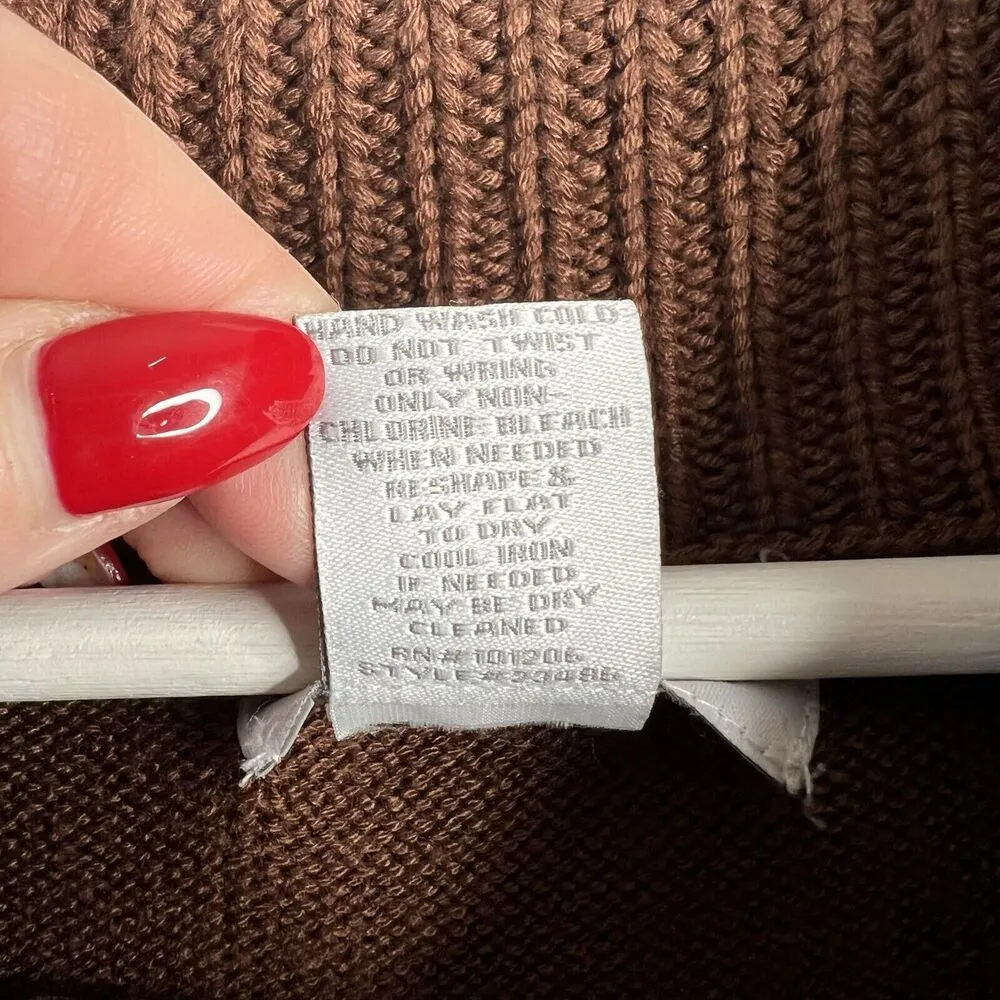 HAND WASH COLD
DO NOT TWIST
OR WRING
ONLY NON-
CHLORINE BLEACH
WHEN NEEDED
RESHAPE &
LAY FLAT
TO DRY
COOL IRON
IF NEEDED
MAY BE DRY
CLEANED
RN#101206